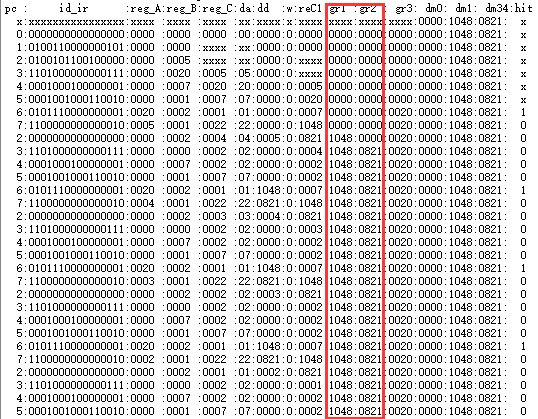 pc :      id_ir      :reg_A:reg_B:reg_C:da:dd  :w:reC1:gr1 :gr2 : gr3: dm0: dm1: dm34:hit
x:xxxxxxxxxxxxxxxx:xxxx :xxxx :xxxx :xx:xxxx:x:xxxx:xxxx:xxxx:xxxx:0000:1048:0821: x
0:0000000000000000:0000 :0000 :xxxx :xx:0000:0:xxxx:0000:0000:0000:0000:1048:0821: x
1:0100110000000101:0000 :0000 :xxxx :xx:0000:0:xxxx:0000:0000:0000:0000:1048:0821: x
2:0100101100100000:0000 :0005 :xxxx :xx:0000:0:xxxx:0000:0000:0000:0000:1048:0821: x
3:1101000000000111:0000 :0020 :0005 :05:0000:0:xxxx:0000:0000:0000:0000:1048:0821: x
4:0001000100000001:0000 :0007 :0020 :20:0000:0:0005:0000:0000:0000:0000:1048:0821: x
5:0001001000110010:0000 :0001 :0007 :07:0000:0:0020:0000:0000:0000:0000:1048:0821: x
6:0101110000000001:0020 :0002 :0001 :01:0000:0:0007:0000:0000:0020:0000:1048:0821: 1
7:1100000000000010:0005 :0001 :0022 :22:0000:0:1048:0000:0000:0020:0000:1048:0821: 0
2:0000000000000000:0000 :0002 :0004 :04:0005:0:0821:1048:0000:0020:0000:1048:0821: 0
3:1101000000000111:0000 :0000 :0002 :02:0000:0:0004:1048:0821:0020:0000:1048:0821: 0
4:0001000100000001:0000 :0007 :0002 :02:0000:0:0002:1048:0821:0020:0000:1048:0821: 0
5:0001001000110010:0000 :0001 :0007 :07:0000:0:0002:1048:0821:0020:0000:1048:0821: 0
6:0101110000000001:0020 :0002 :0001 :01:1048:0:0007:1048:0821:0020:0000:1048:0821: 1
7:1100000000000010:0004 :0001 :0022 :22:0821:0:1048:1048:0821:0020:0000:1048:0821: 0
2:0000000000000000:0000 :0002 :0003 :03:0004:0:0821:1048:0821:0020:0000:1048:0821: 0
3:1101000000000111:0000 :0000 :0002 :02:0000:0:0003:1048:0821:0020:0000:1048:0821: 0
4:0001000100000001:0000 :0007 :0002 :02:0000:0:0002:1048:0821:0020:0000:1048:0821: 0
5:0001001000110010:0000 :0001 :0007 :07:0000:0:0002:1048:0821:0020:0000:1048:0821: 0
6:0101110000000001:0020 :0002 :0001 :01:1048:0:0007:1048:0821:0020:0000:1048:0821: 1
7:1100000000000010:0003 :0001 :0022 :22:0821:0:1048:1048:0821:0020:0000:1048:0821: 0
2:0000000000000000:0000 :0002 :0002 :02:0003:0:0821:1048:0821:0020:0000:1048:0821: 0
3:1101000000000111:0000 :0000 :0002 :02:0000:0:0002:1048:0821:0020:0000:1048:0821: 0
4:0001000100000001:0000 :0007 :0002 :02:0000:0:0002:1048:0821:0020:0000:1048:0821: 0
5:0001001000110010:0000 :0001 :0007 :07:0000:0:0002:1048:0821:0020:0000:1048:0821: 0
6:0101110000000001:0020 :0002 :0001 :01:1048:0:0007:1048:0821:0020:0000:1048:0821: 1
7:1100000000000010:0002 :0001 :0022 :22:0821:0:1048:1048:0821:0020:0000:1048:0821: 0
2:0000000000000000:0000 :0002 :0001 :01:0002:0:0821:1048:0821:0020:0000:1048:0821: 0
3:1101000000000111:0000 :0000 :0002 :02:0000:0:0001:1048:0821:0020:0000:1048:0821: 0
4:0001000100000001:0000 :0007 :0002 :02:0000:0:0002:1048:0821:0020:0000:1048:0821: 0
5:0001001000110010:0000 :0001 :0007 :07:0000:0:0002:1048:0821:0020:0000:1048:0821: 0